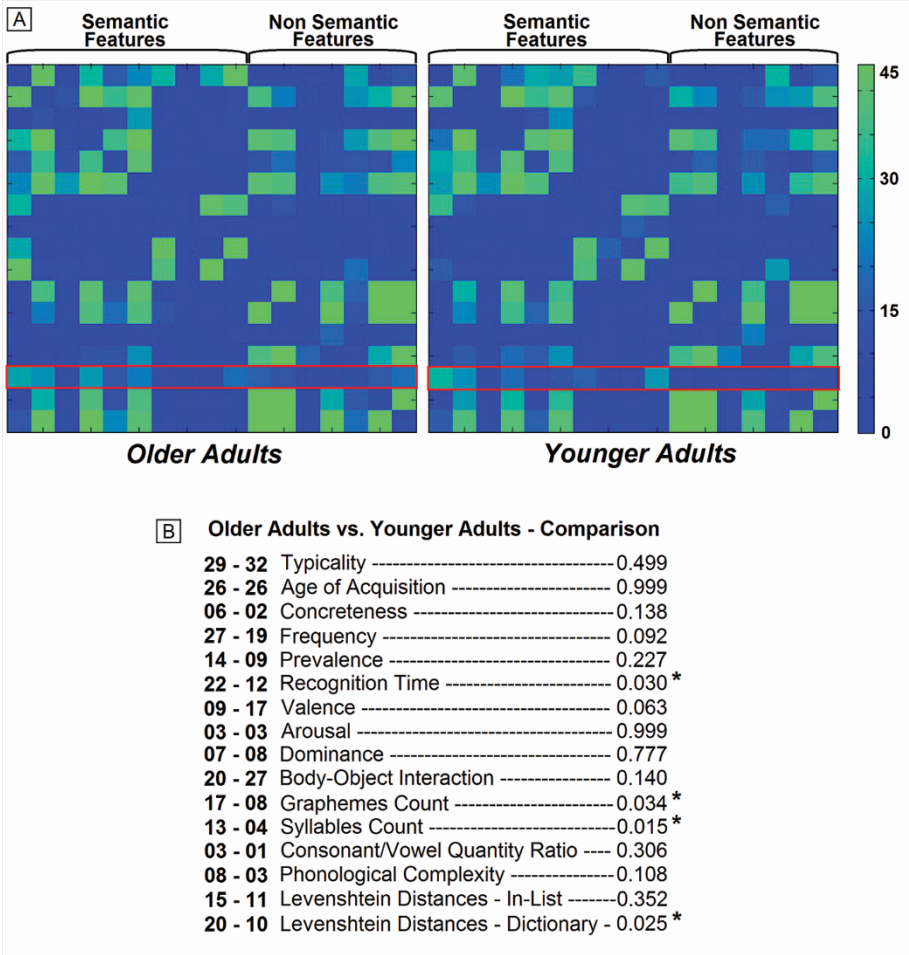 A
Semantic Features
Non Semantic Features
Semantic Features
Non Semantic Features
45
30
15
0
Older Adults
Younger Adults
B Older Adults vs. Younger Adults - Comparison
29 - 32 Typicality ---------------------------------- 0.499
26 - 26 Age of Acquisition ----------------------- 0.999
06 - 02 Concreteness ---------------------------- 0.138
27 - 19 Frequency -------------------------------- 0.092
14 - 09 Prevalence ------------------------------- 0.227
22 - 12 Recognition Time ----------------------- 0.030 *
09 - 17 Valence ----------------------------------- 0.063
03 - 03 Arousal ----------------------------------- 0.999
07 - 08 Dominance ------------------------------ 0.777
20 - 27 Body-Object Interaction --------------- 0.140
17 - 08 Graphemes Count ---------------------- 0.034 *
13 - 04 Syllables Count -------------------------- 0.015 *
03 - 01 Consonant/Vowel Quantity Ratio ---- 0.306
08 - 03 Phonological Complexity -------------- 0.108
15 - 11 Levenshtein Distances - In-List ------- 0.352
20 - 10 Levenshtein Distances - Dictionary - 0.025 *